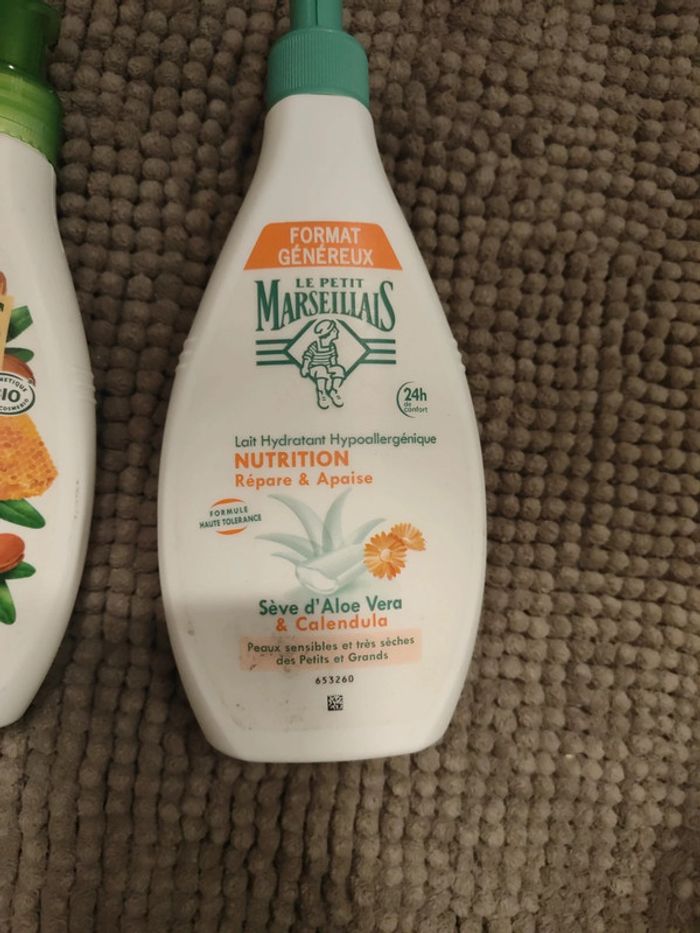 FORMAT
GÉNÉREUX
LE PETIT
MARSEILLAIS
24h
de
confort
Lait Hydratant Hypoallergénique
NUTRITION
Répare & Apaise
FORMULE
HAUTE TOLERANCE
Sève d'Aloe Vera
& Calendula
Peaux sensibles et très sèches
des Petits et Grands
653260